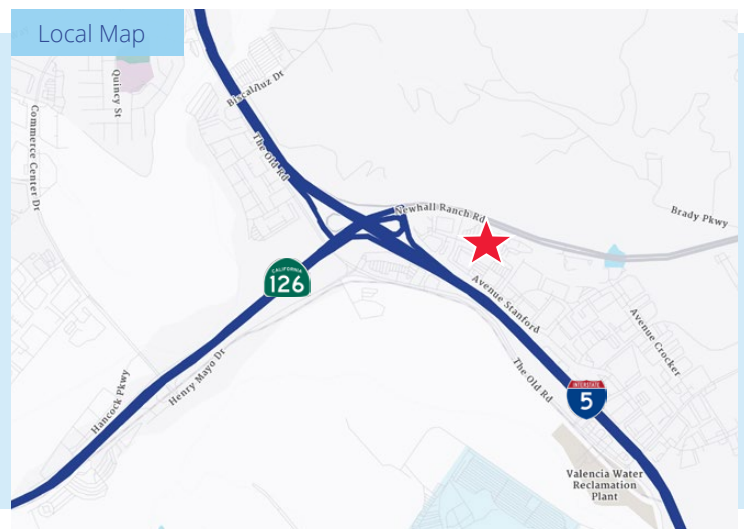 Local Map
Quincy St
Biscailuz Dr
Commerce Center Dr
The Old Rd
Newhall Ranch Rd
Brady Pkwy
CALIFORNIA
126
Avenue Stanford
Avenue Crocker
Henry Mayo Dr
Hancock Pkwy
The Old Rd
INTERSTATE
5
Valencia Water
Reclamation
Plant